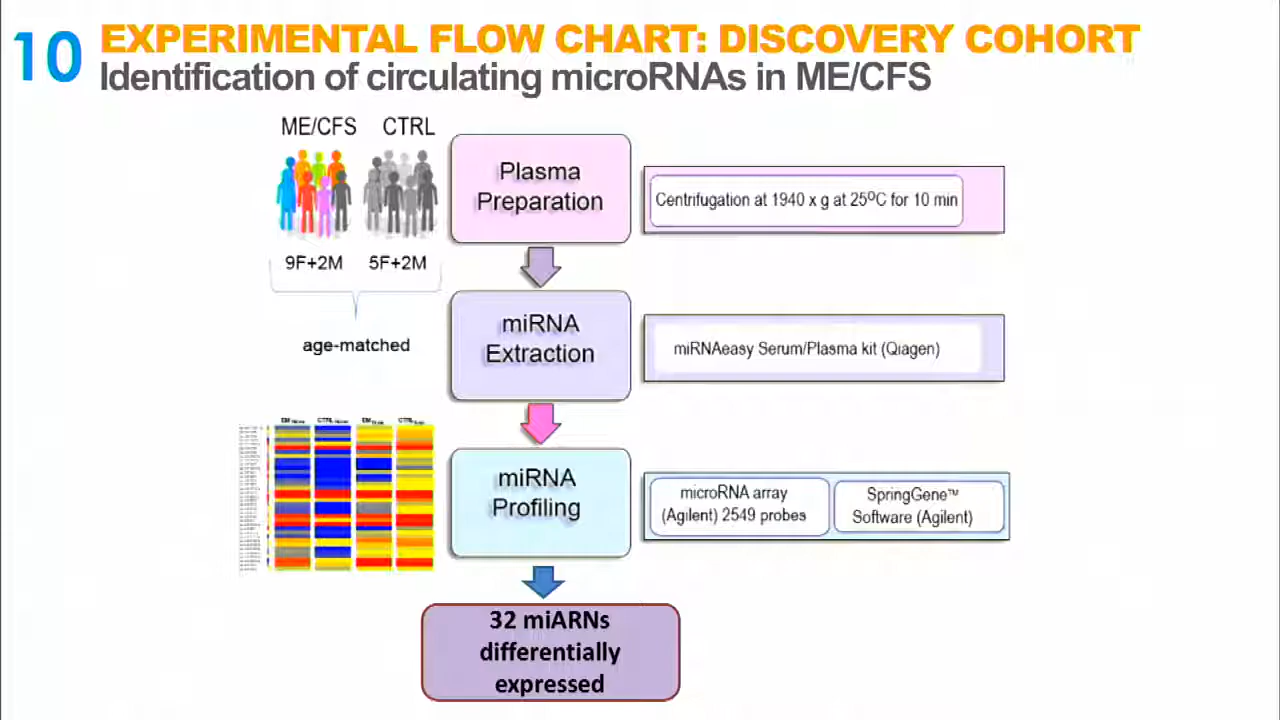 10
EXPERIMENTAL FLOW CHART: DISCOVERY COHORT
Identification of circulating microRNAs in ME/CFS
ME/CFS
CTRL
9F+2M
5F+2M
age-matched
Plasma
Preparation
Centrifugation at 1940 x g at 25ºC for 10 min
miRNA
Extraction
miRNAeasy Serum/Plasma kit (Qiagen)
miRNA
Profiling
microRNA array
(Agilent) 2549 probes
SpringGene™
Software (Agilent)
32 miARNs
differentially
expressed